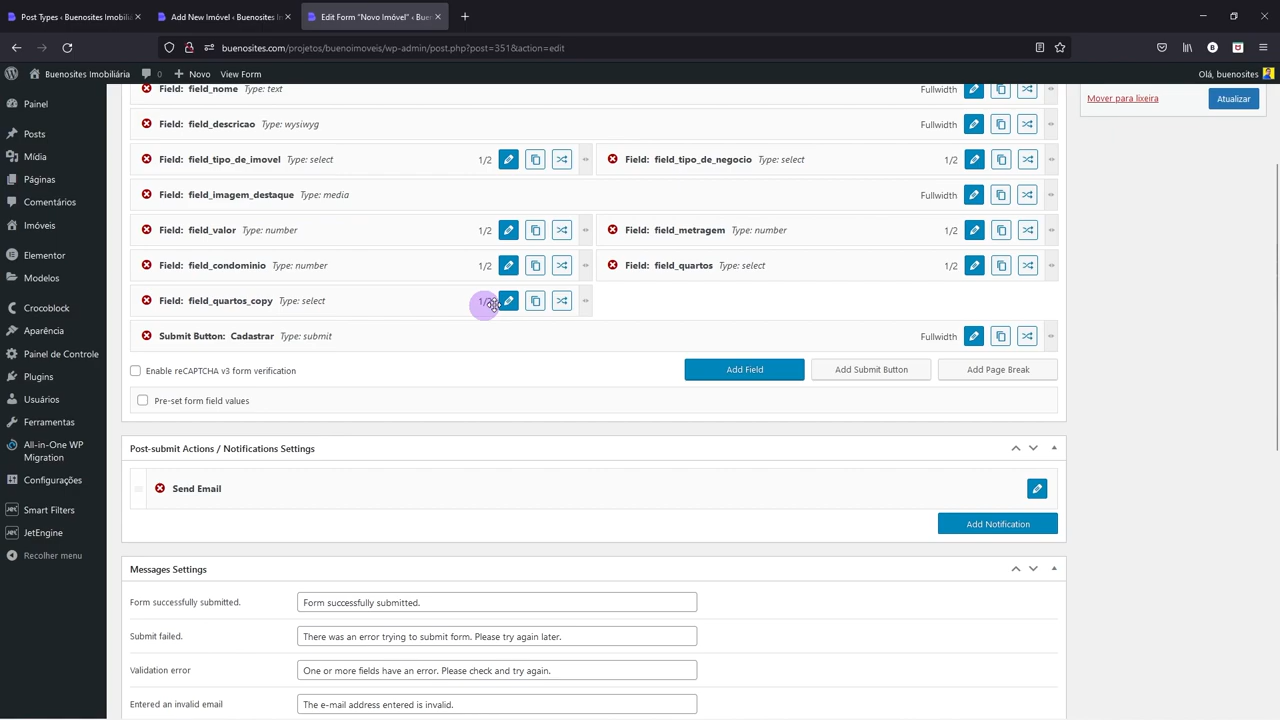 Post Types ‹ Buenosites Imobiliá
Add New Imóvel ‹ Buenosites I
Edit Form "Novo Imóvel" ‹ Bue
buenosites.com/projetos/buenoimoveis/wp-admin/post.php?post=351&action=edit
Buenosites Imobiliária
0
Novo
View Form
Olá, buenosites
Painel
Posts
Mídia
Páginas
Comentários
Imóveis
Elementor
Modelos
Crocoblock
Aparência
Painel de Controle
Plugins
Usuários
Ferramentas
All-in-One WP
Migration
Configurações
Smart Filters
JetEngine
Recolher menu
Field: field_nome Type: text
Fullwidth
Field: field_descricao Type: wysiwyg
Fullwidth
Field: field_tipo_de_imovel Type: select
1/2
Field: field_tipo_de_negocio Type: select
1/2
Field: field_imagem_destaque Type: media
Fullwidth
Field: field_valor Type: number
1/2
Field: field_metragem Type: number
1/2
Field: field_condominio Type: number
1/2
Field: field_quartos Type: select
1/2
Field: field_quartos_copy Type: select
Submit Button: Cadastrar Type: submit
Fullwidth
Enable reCAPTCHA v3 form verification
Add Field
Add Submit Button
Add Page Break
Pre-set form field values
Mover para lixeira
Atualizar
Post-submit Actions / Notifications Settings
Send Email
Add Notification
Messages Settings
Form successfully submitted.
Form successfully submitted.
Submit failed.
There was an error trying to submit form. Please try again later.
Validation error
One or more fields have an error. Please check and try again.
Entered an invalid email
The e-mail address entered is invalid.